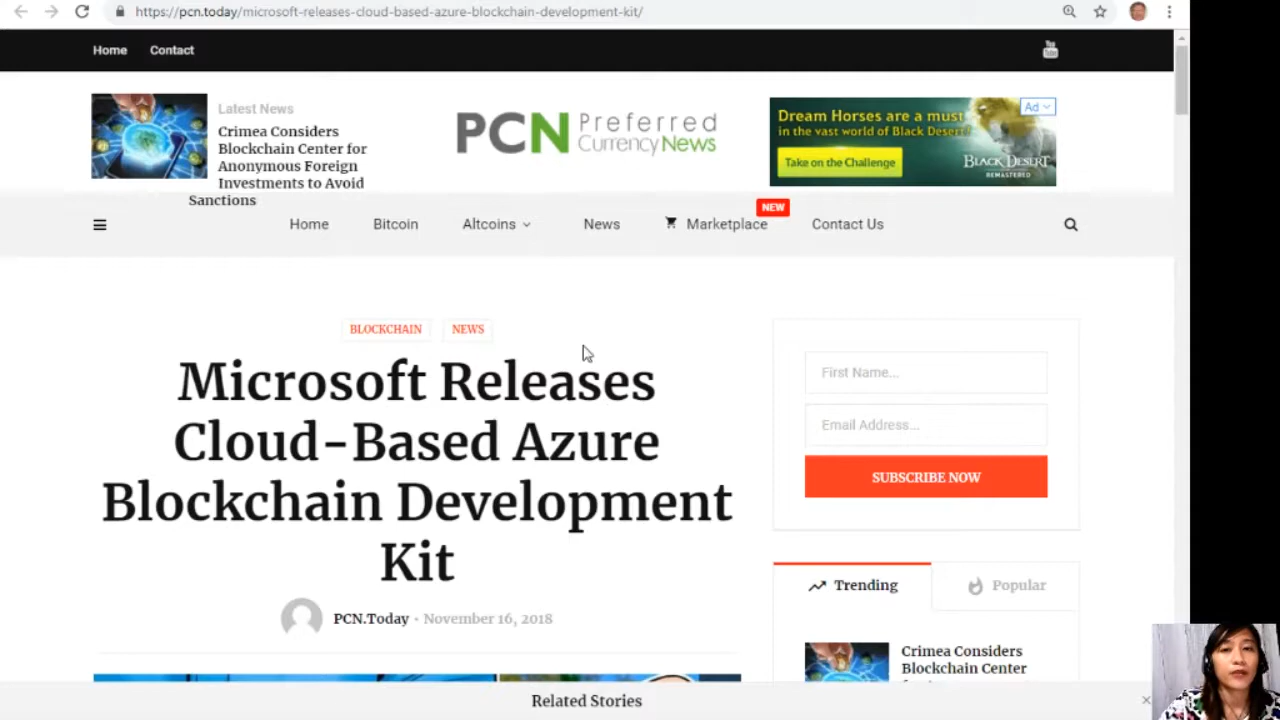 https://pcn.today/microsoft-releases-cloud-based-azure-blockchain-development-kit/
Home Contact
You
Tube
Latest News
Crimea Considers
Blockchain Center for
Anonymous Foreign
Investments to Avoid
Sanctions
PCN Preferred
Currency News
Ad
Dream Horses are a must
in the vast world of Black Desert!
Take on the Challenge
BLACK DESERT
REMASTERED
NEW
Home Bitcoin Altcoins News Marketplace Contact Us
BLOCKCHAIN NEWS
Microsoft Releases
Cloud-Based Azure
Blockchain Development
Kit
PCN.Today • November 16, 2018
First Name...
Email Address...
SUBSCRIBE NOW
Trending Popular
Crimea Considers
Blockchain Center
Related Stories